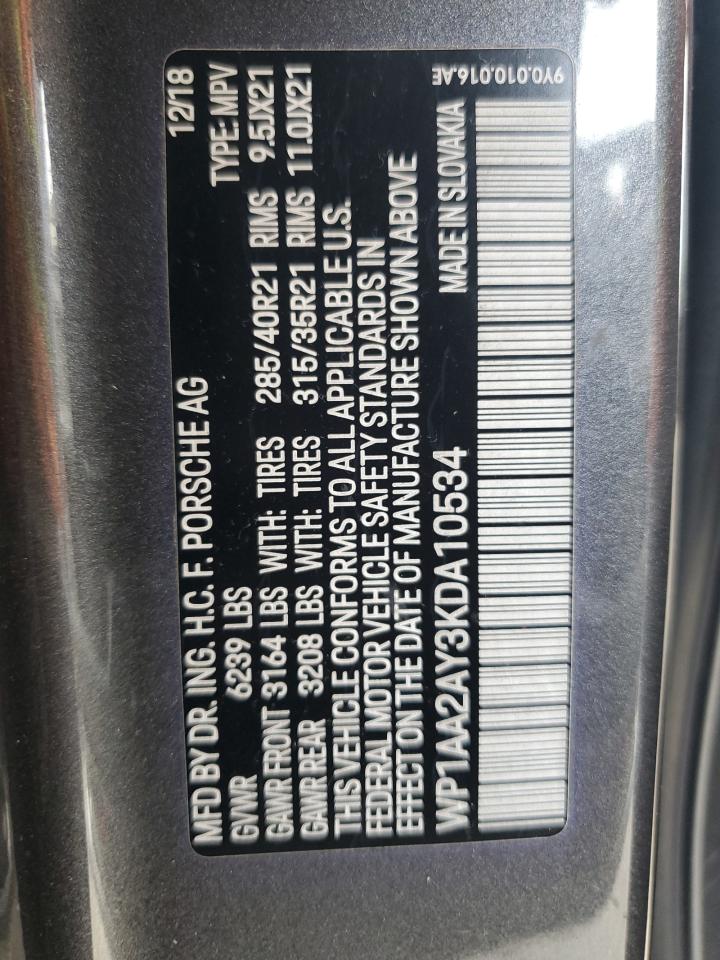 MFD BY DR. ING. H.C. F. PORSCHE AG 12/18
GVWR 6239 LBS TYPE: MPV
GAWR FRONT 3164 LBS WITH: TIRES 285/40R21 RIMS 9.5JX21
GAWR REAR 3208 LBS WITH: TIRES 315/35R21 RIMS 11.0JX21
THIS VEHICLE CONFORMS TO ALL APPLICABLE U.S.
FEDERAL MOTOR VEHICLE SAFETY STANDARDS IN
EFFECT ON THE DATE OF MANUFACTURE SHOWN ABOVE
WP1AA2AY3KDA10534 MADE IN SLOVAKIA
9Y0.010.016.AE